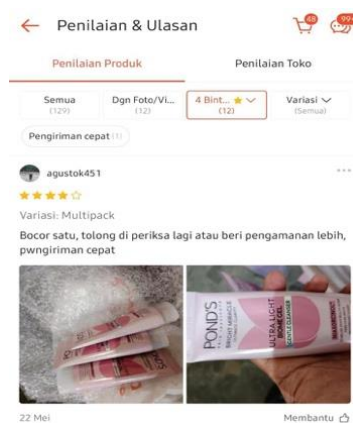 Penilaian & Ulasan
48
99+
Penilaian Produk
Penilaian Toko
Semua
(129)
Dgn Foto/Vi...
(12)
4 Bint...
(12)
Variasi
(Semua)
Pengiriman cepat (1)
agustok451
Variasi: Multipack
Bocor satu, tolong di periksa lagi atau beri pengamanan lebih,
pwngiriman cepat
POND'S
BRIGHT MIRACLE
ULTRA LIGHT
BIOME GEL
GENTLE CLEANSER
22 Mei
Membantu